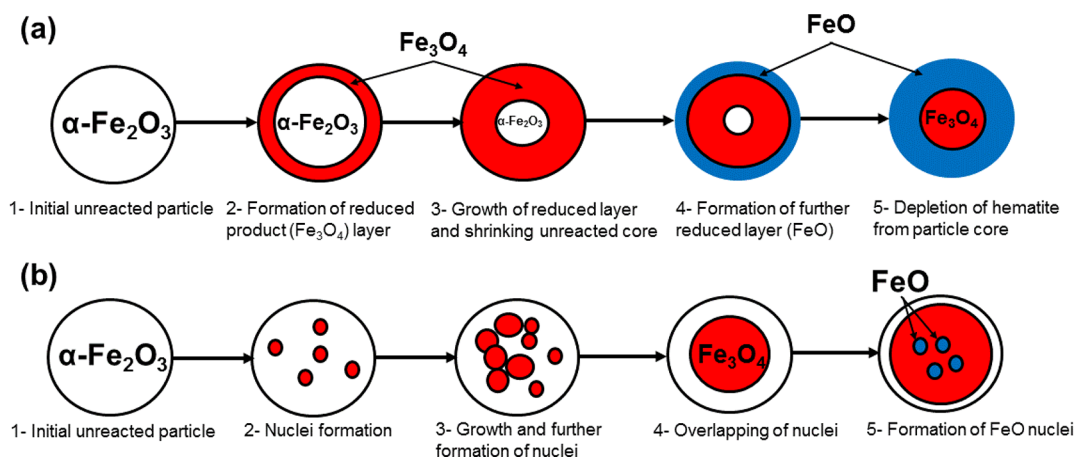 (a)
Fe₃O₄
FeO
α-Fe₂O₃
α-Fe₂O₃
α-Fe₂O₃
Fe₃O₄
1- Initial unreacted particle
2- Formation of reduced
product (Fe₃O₄) layer
3- Growth of reduced layer
and shrinking unreacted core
4- Formation of further
reduced layer (FeO)
5- Depletion of hematite
from particle core
(b)
FeO
α-Fe₂O₃
Fe₃O₄
1- Initial unreacted particle
2- Nuclei formation
3- Growth and further
formation of nuclei
4- Overlapping of nuclei
5- Formation of FeO nuclei